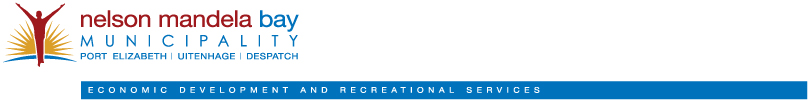 nelson mandela bay
MUNICIPALITY
PORT ELIZABETH | UITENHAGE | DESPATCH
ECONOMIC DEVELOPMENT AND RECREATIONAL SERVICES